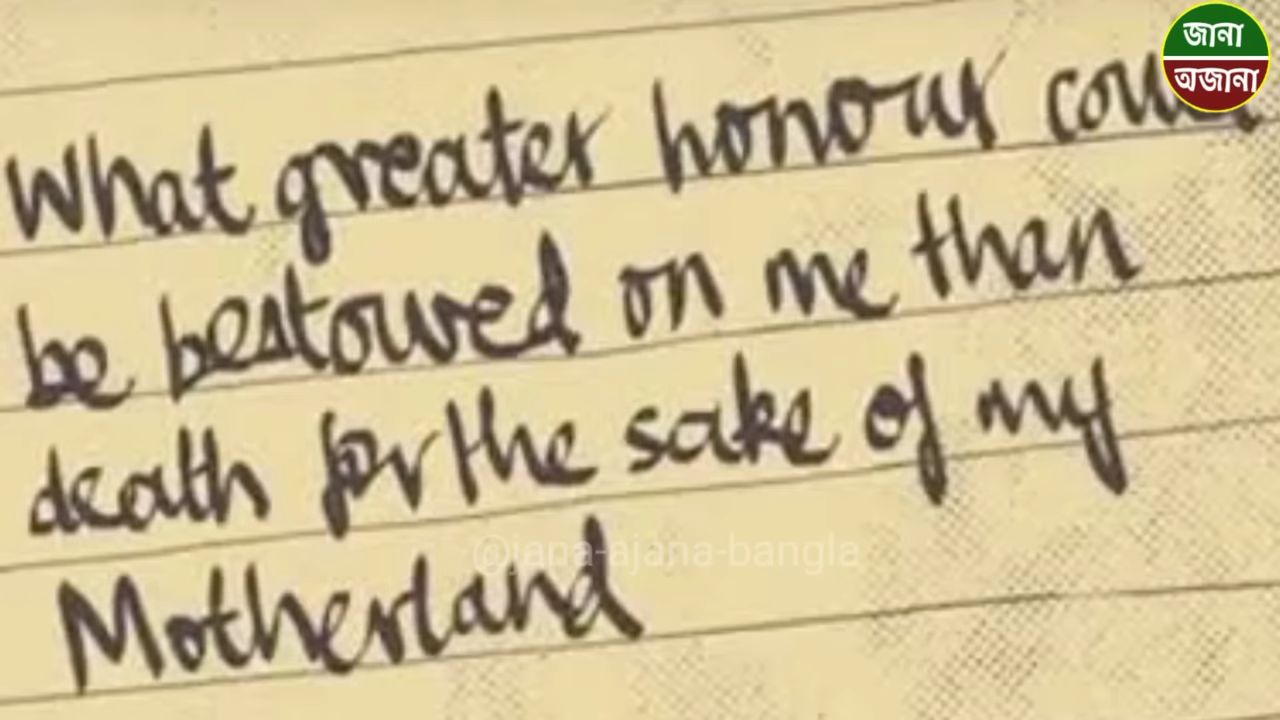 জানা
অজানা
What greater honour
be bestowed on me than
death for the sake of my
Motherland
@jana-ajana-bangla